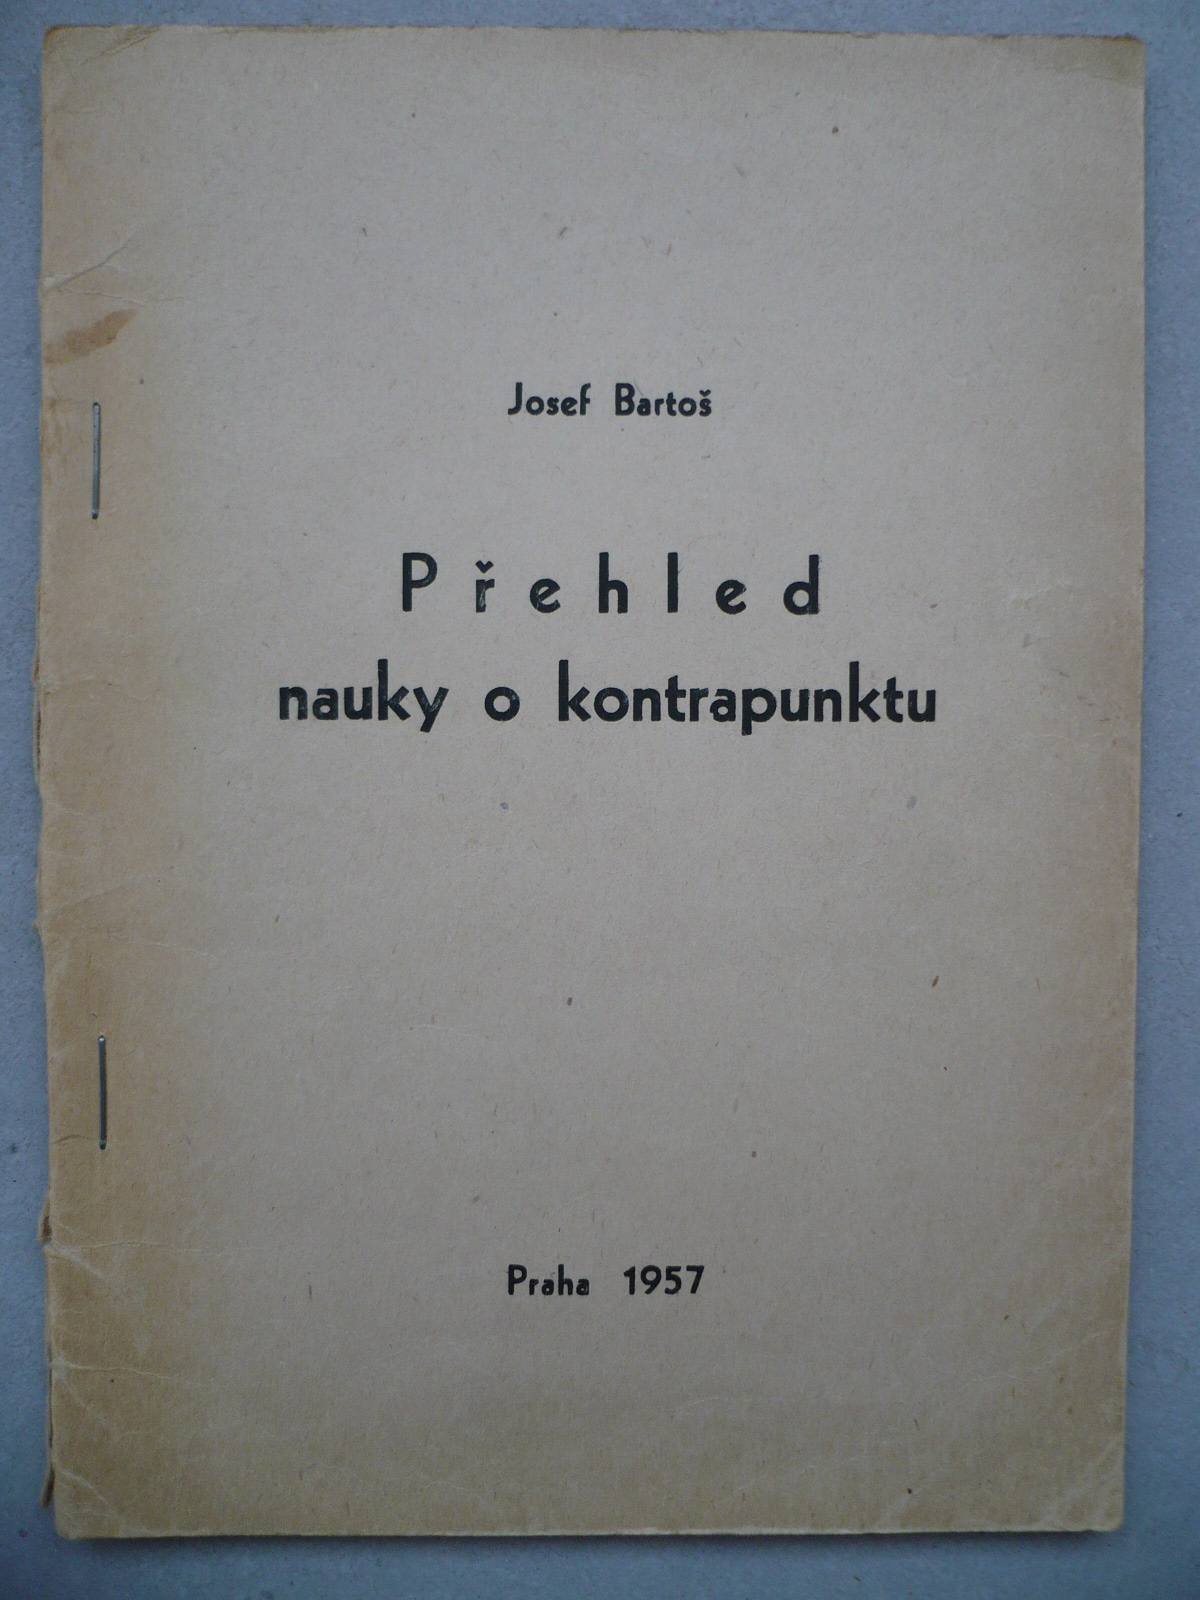 Josef Bartoš
Přehled
nauky o kontrapunktu
Praha 1957